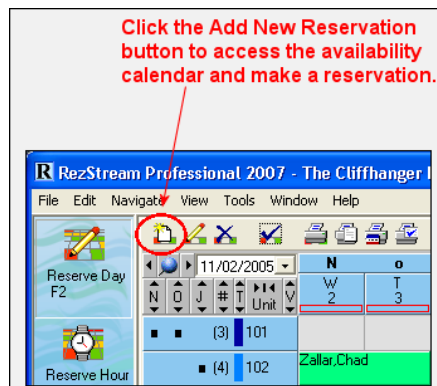 Click the Add New Reservation
button to access the availability
calendar and make a reservation.
R RezStream Professional 2007 - The Cliffhanger
File Edit Navigate View Tools Window Help
Reserve Day
F2
11/02/2005
N o
W T
2 3
N O J # T Unit V
(3) 101
(4) 102 Zallar,Chad
Reserve Hour